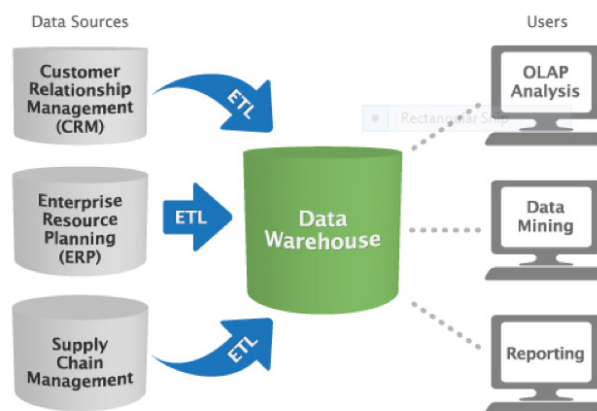 Data Sources
Users
Customer
Relationship
Management
(CRM)
ETL
OLAP
Analysis
Rectangular Snip
Enterprise
Resource
Planning
(ERP)
ETL
Data
Warehouse
Data
Mining
Supply
Chain
Management
ETL
Reporting